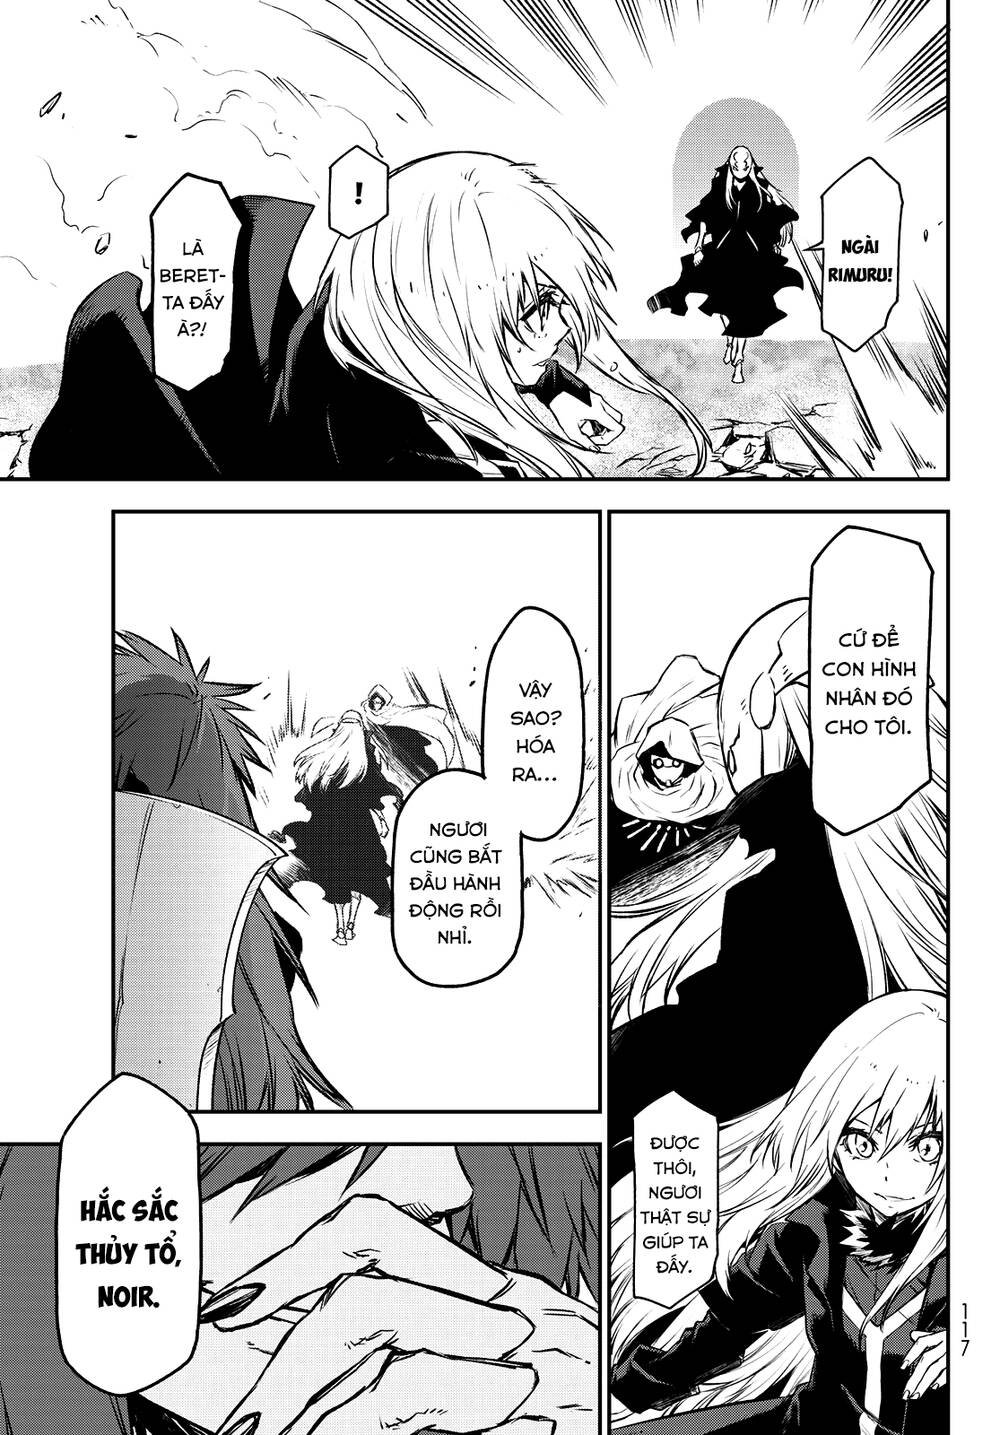 NGÀI
RIMURU!
!
LÀ
BERET-
TA ĐẤY
À?!
CỨ ĐỂ
CON HÌNH
NHÂN ĐÓ
CHO TÔI.
ĐƯỢC
THÔI,
NGƯƠI
THẬT SỰ
GIÚP TA
ĐẤY.
VẬY
SAO?
HÓA
RA...
NGƯƠI
CŨNG BẮT
ĐẦU HÀNH
ĐỘNG RỒI
NHỈ.
HẮC SẮC
THỦY TỔ,
NOIR.
117